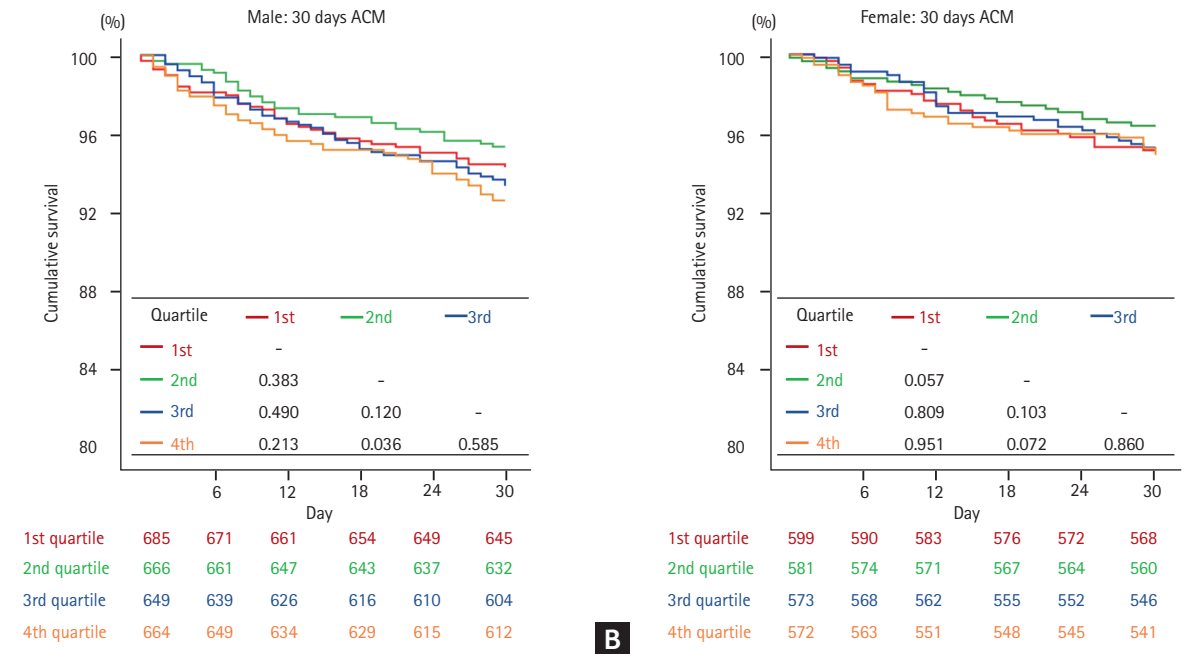 Male: 30 days ACM
(%)
100
96
92
88
84
80
Cumulative survival
Quartile 1st 2nd 3rd
1st -
2nd 0.383 -
3rd 0.490 0.120 -
4th 0.213 0.036 0.585
6 12 18 24 30
Day
1st quartile 685 671 661 654 649 645
2nd quartile 666 661 647 643 637 632
3rd quartile 649 639 626 616 610 604
4th quartile 664 649 634 629 615 612
B
Female: 30 days ACM
(%)
100
96
92
88
84
80
Cumulative survival
Quartile 1st 2nd 3rd
1st -
2nd 0.057 -
3rd 0.809 0.103 -
4th 0.951 0.072 0.860
6 12 18 24 30
Day
1st quartile 599 590 583 576 572 568
2nd quartile 581 574 571 567 564 560
3rd quartile 573 568 562 555 552 546
4th quartile 572 563 551 548 545 541